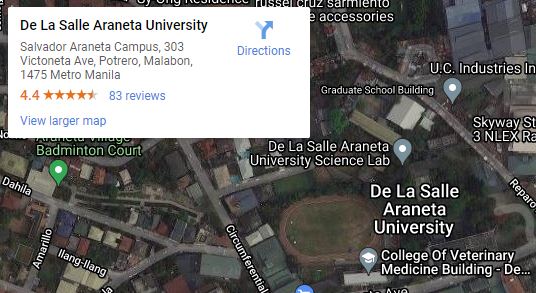 By Ong Residence
russel cruz sarmiento
accessories
De La Salle Araneta University
Salvador Araneta Campus, 303
Victoneta Ave, Potrero, Malabon,
1475 Metro Manila
Directions
4.4
83 reviews
View larger map
U.C. Industries In
Graduate School Building
Skyway St
3 NLEX Ra
Araneta Village
Badminton Court
De La Salle Araneta
University Science Lab
Dahila
De La Salle
Araneta
University
Reparo
Amarillo
Ilang-Ilang
Circumferential
College Of Veterinary
Medicine Building - De...